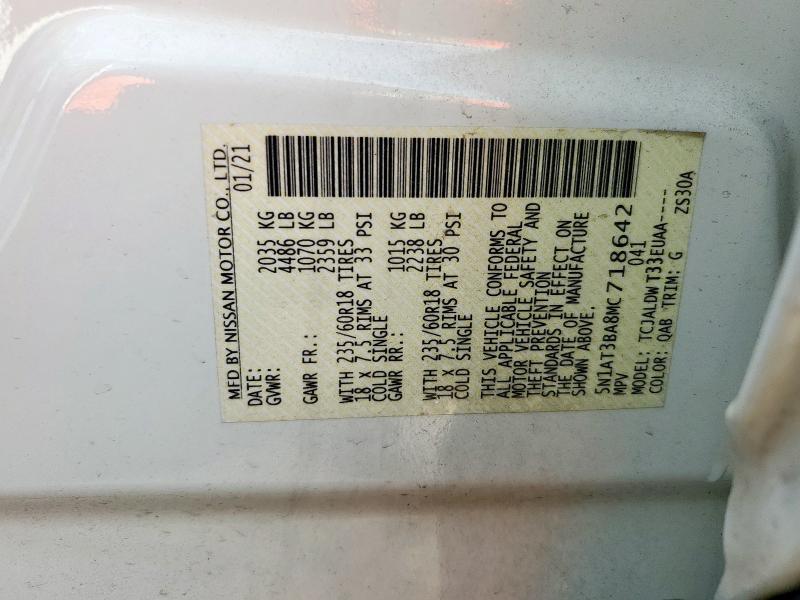 MFD BY NISSAN MOTOR CO., LTD.
DATE: 01/21
GVWR: 2035 KG
4486 LB
GAWR FR.: 1070 KG
2359 LB
WITH 235/60R18 TIRES
18 X 7.5 RIMS AT 33 PSI
COLD SINGLE
GAWR RR.: 1015 KG
2238 LB
WITH 235/60R18 TIRES
18 X 7.5 RIMS AT 30 PSI
COLD SINGLE
THIS VEHICLE CONFORMS TO
ALL APPLICABLE FEDERAL
MOTOR VEHICLE SAFETY AND
THEFT PREVENTION
STANDARDS IN EFFECT ON
THE DATE OF MANUFACTURE
SHOWN ABOVE.
5N1AT3BA8MC718642
MPV 041
MODEL: TCJALDWT33EUAA----
COLOR: QAB TRIM: G ZS30A